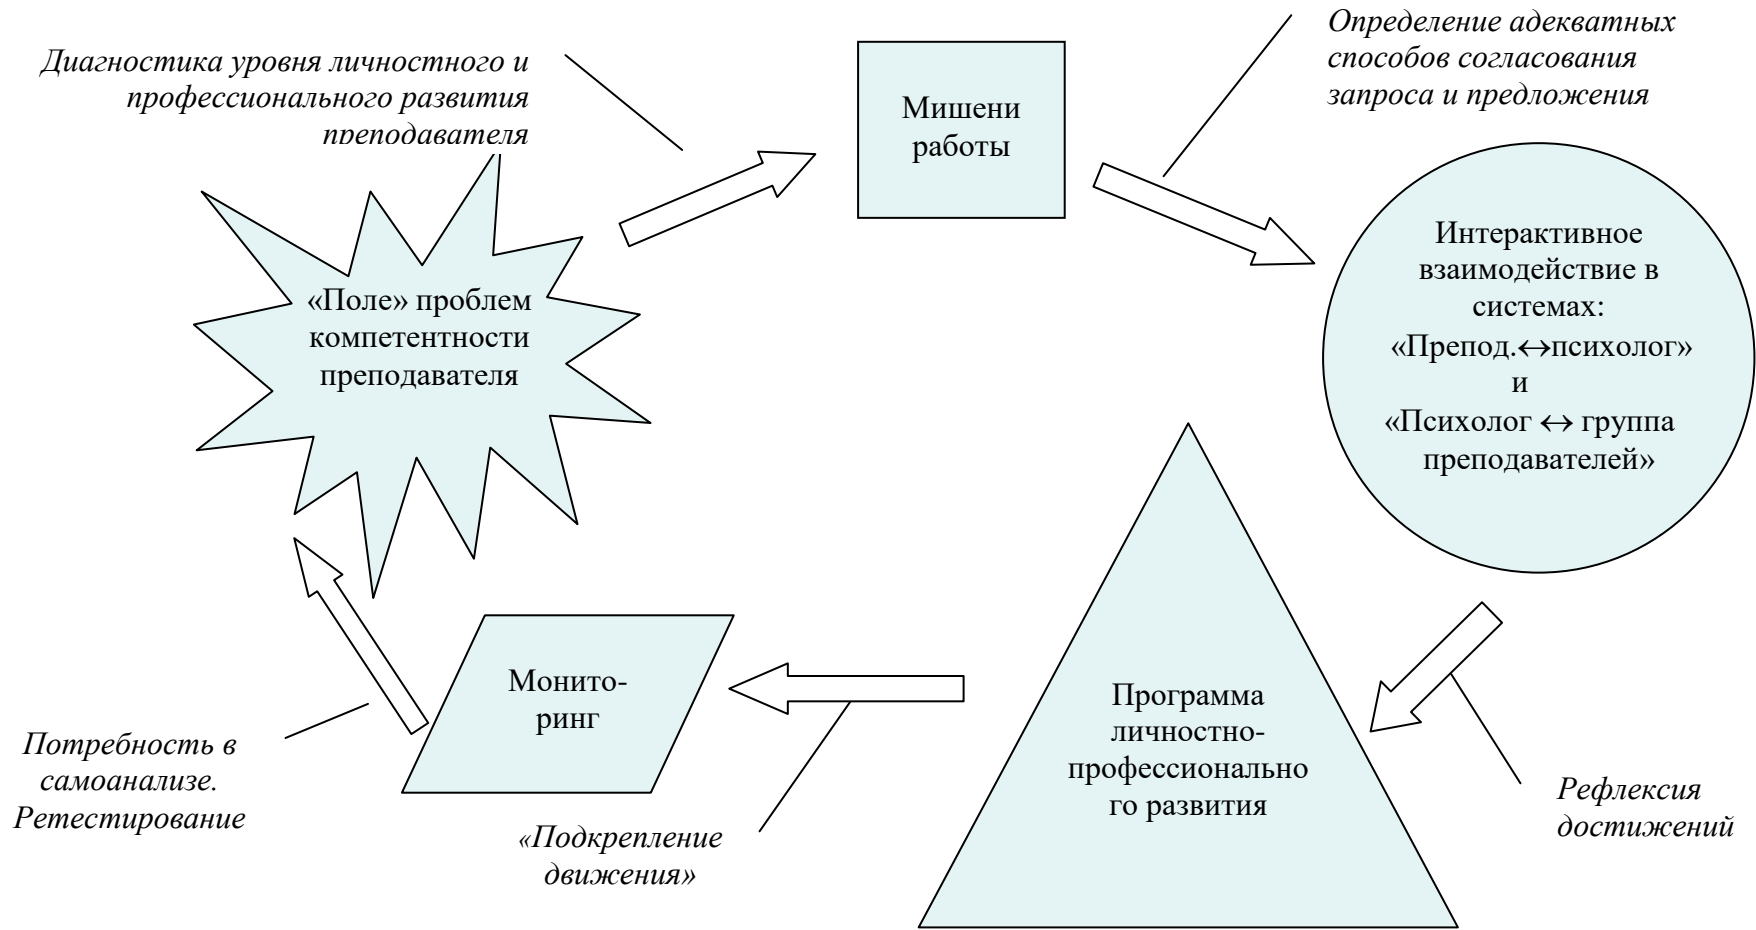 Диагностика уровня личностного и
профессионального развития
преподавателя
Мишени
работы
Определение адекватных
способов согласования
запроса и предложения
«Поле» проблем
компетентности
преподавателя
Интерактивное
взаимодействие в
системах:
«Препод.↔психолог»
и
«Психолог ↔ группа
преподавателей»
Монито-
ринг
Программа
личностно-
профессионально
го развития
Потребность в
самоанализе.
Ретестирование
«Подкрепление
движения»
Рефлексия
достижений